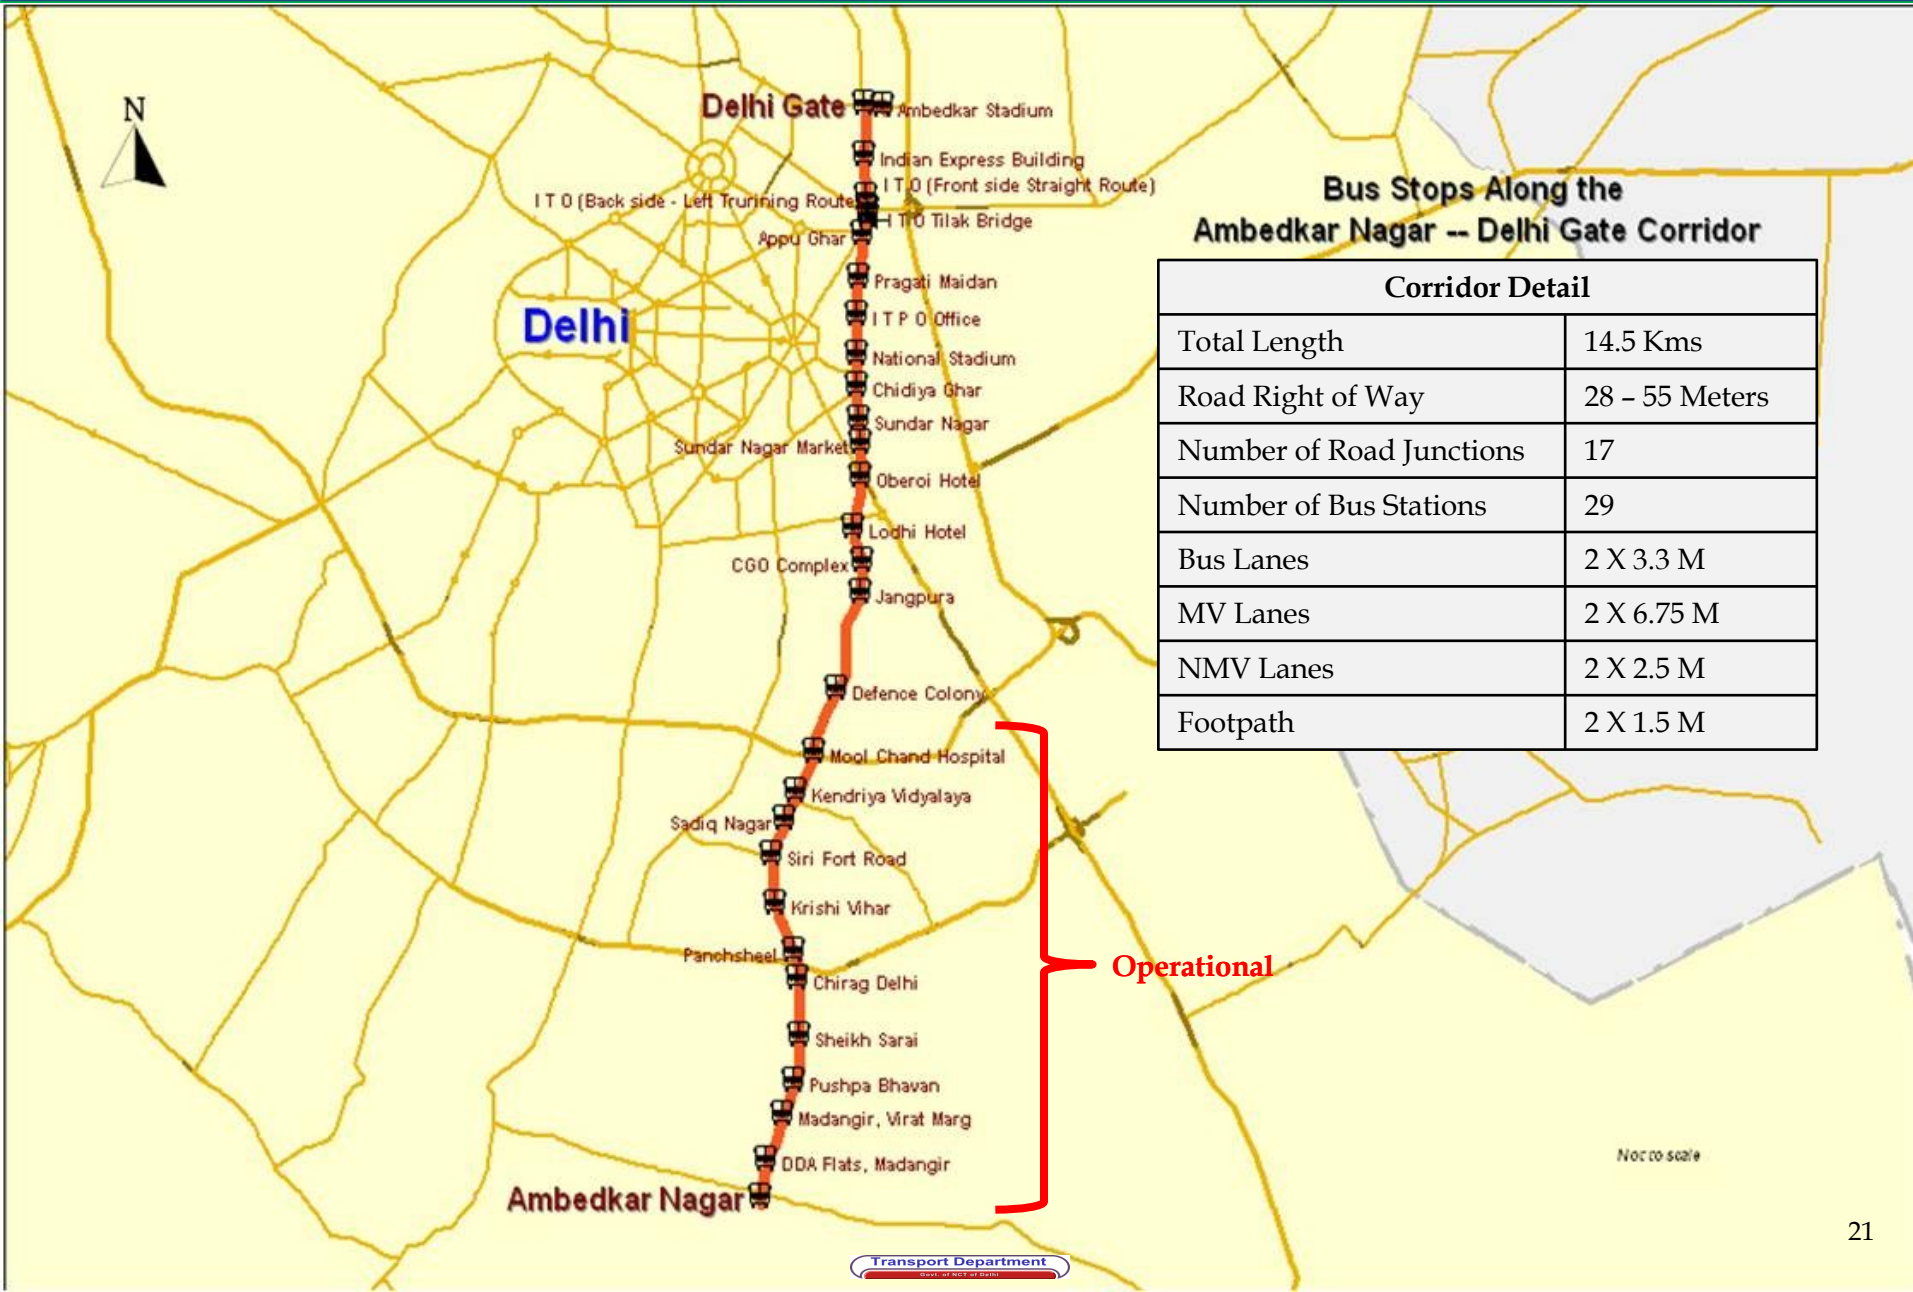 N
Delhi Gate
Ambedkar Stadium
Indian Express Building
I T O (Front side Straight Route)
I T O (Back side - Left Trurining Route
I T O Tilak Bridge
Appu Ghar
Pragati Maidan
I T P O Office
Delhi
National Stadium
Chidiya Ghar
Sundar Nagar
Sundar Nagar Market
Oberoi Hotel
Lodhi Hotel
CGO Complex
Jangpura
Defence Colony
Mool Chand Hospital
Kendriya Vidyalaya
Sadiq Nagar
Siri Fort Road
Krishi Vihar
Panchsheel
Chirag Delhi
Sheikh Sarai
Pushpa Bhavan
Madangir, Virat Marg
DDA Flats, Madangir
Ambedkar Nagar
Operational
Bus Stops Along the
Ambedkar Nagar -- Delhi Gate Corridor
Corridor Detail
Total Length 14.5 Kms
Road Right of Way 28 – 55 Meters
Number of Road Junctions 17
Number of Bus Stations 29
Bus Lanes 2 X 3.3 M
MV Lanes 2 X 6.75 M
NMV Lanes 2 X 2.5 M
Footpath 2 X 1.5 M
Not to scale
21
Transport Department
Govt. of NCT of Delhi